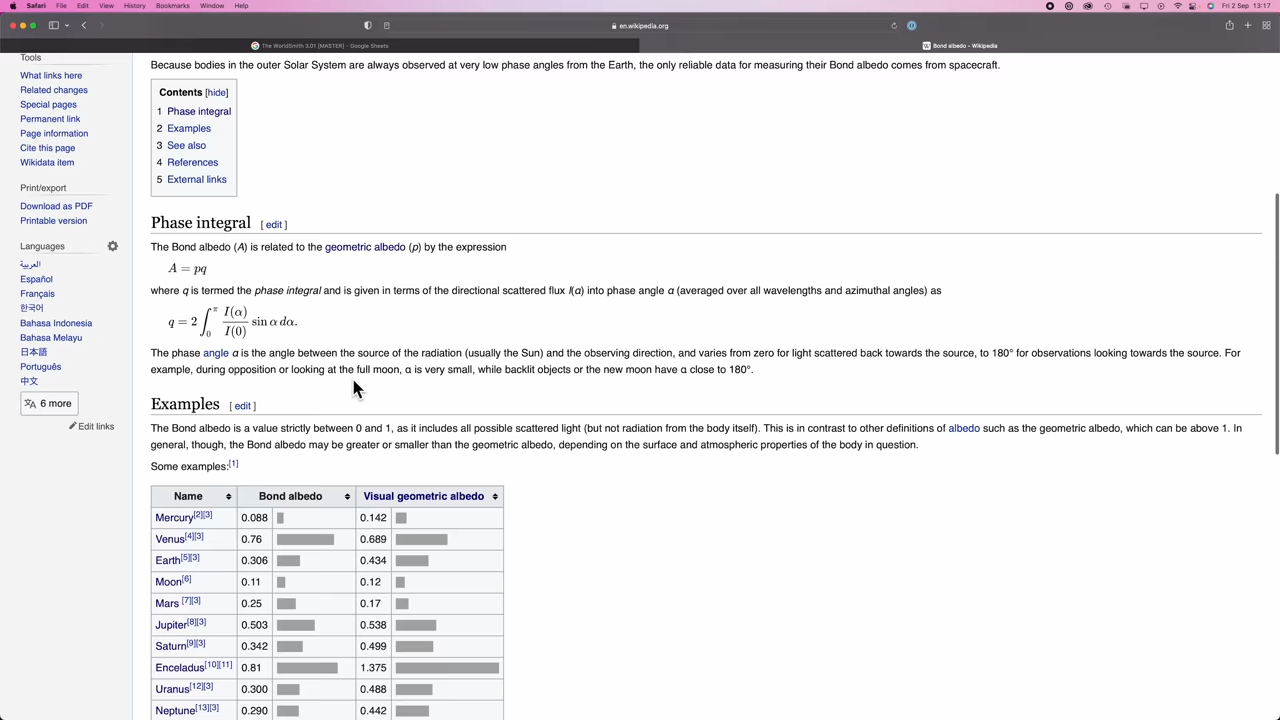 Safari File Edit View History Bookmarks Window Help Fri 2 Sep 13:17
en.wikipedia.org
The WorldSmith 3.01 [MASTER] - Google Sheets
W Bond albedo - Wikipedia
Tools
What links here
Related changes
Special pages
Permanent link
Page information
Cite this page
Wikidata item
Print/export
Download as PDF
Printable version
Languages
العربية
Español
Français
한국어
Bahasa Indonesia
Bahasa Melayu
日本語
Português
中文
6 more
Edit links
Because bodies in the outer Solar System are always observed at very low phase angles from the Earth, the only reliable data for measuring their Bond albedo comes from spacecraft.
Contents [hide]
1 Phase integral
2 Examples
3 See also
4 References
5 External links
Phase integral [ edit ]
The Bond albedo (A) is related to the geometric albedo (p) by the expression
A = pq
where q is termed the phase integral and is given in terms of the directional scattered flux I(α) into phase angle α (averaged over all wavelengths and azimuthal angles) as
q = 2 ∫₀^π I(α)/I(0) sin α dα.
The phase angle α is the angle between the source of the radiation (usually the Sun) and the observing direction, and varies from zero for light scattered back towards the source, to 180° for observations looking towards the source. For
example, during opposition or looking at the full moon, α is very small, while backlit objects or the new moon have α close to 180°.
Examples [ edit ]
The Bond albedo is a value strictly between 0 and 1, as it includes all possible scattered light (but not radiation from the body itself). This is in contrast to other definitions of albedo such as the geometric albedo, which can be above 1. In
general, though, the Bond albedo may be greater or smaller than the geometric albedo, depending on the surface and atmospheric properties of the body in question.
Some examples:[1]
Name Bond albedo Visual geometric albedo
Mercury[2][3] 0.088 0.142
Venus[4][3] 0.76 0.689
Earth[5][3] 0.306 0.434
Moon[6] 0.11 0.12
Mars [7][3] 0.25 0.17
Jupiter[8][3] 0.503 0.538
Saturn[9][3] 0.342 0.499
Enceladus[10][11] 0.81 1.375
Uranus[12][3] 0.300 0.488
Neptune[13][3] 0.290 0.442